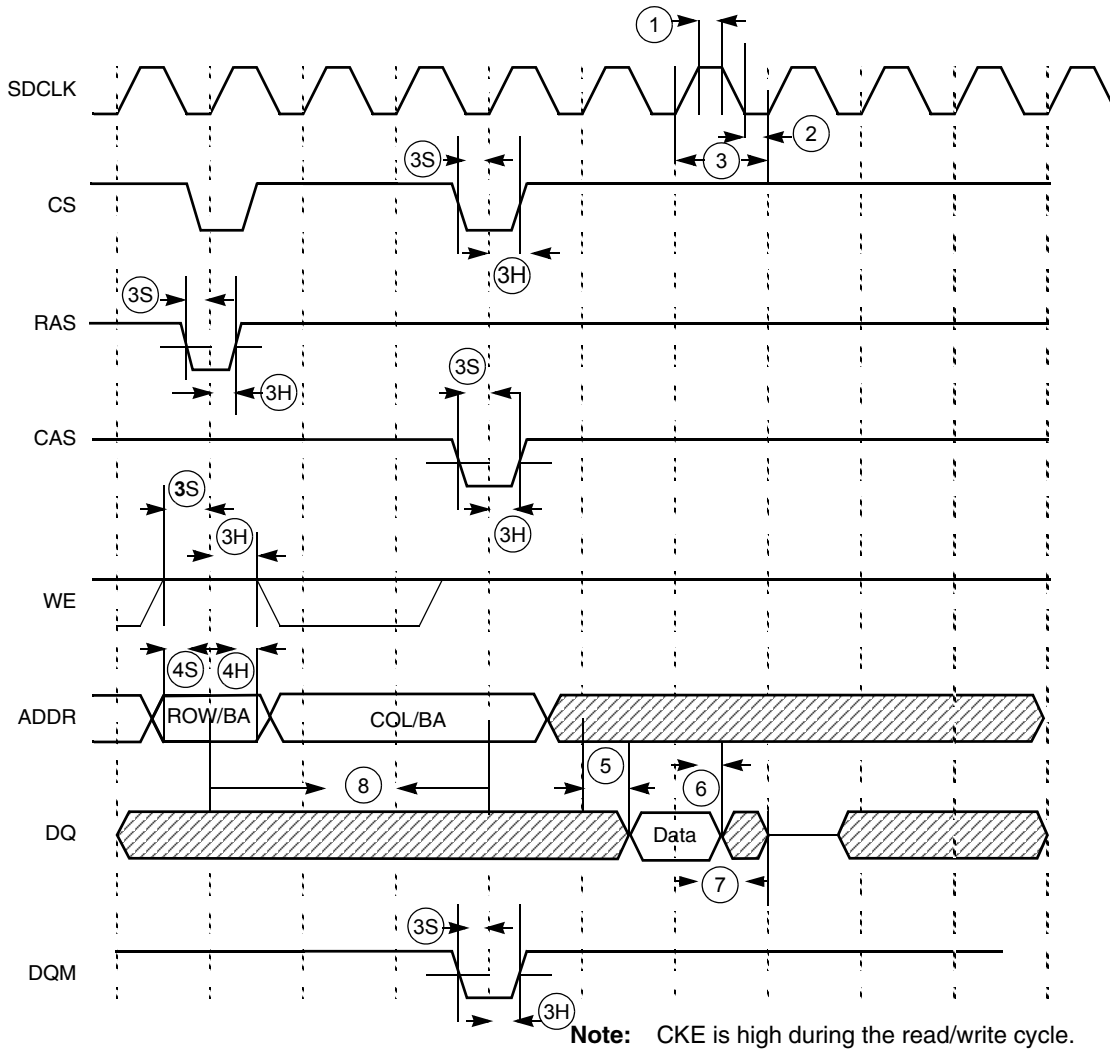 1
SDCLK
2
3S
3
CS
3H
3S
RAS
3S
3H
CAS
3S
3H
3H
WE
4S
4H
ROW/BA
COL/BA
ADDR
5
8
6
DQ
Data
7
3S
DQM
3H
Note: CKE is high during the read/write cycle.